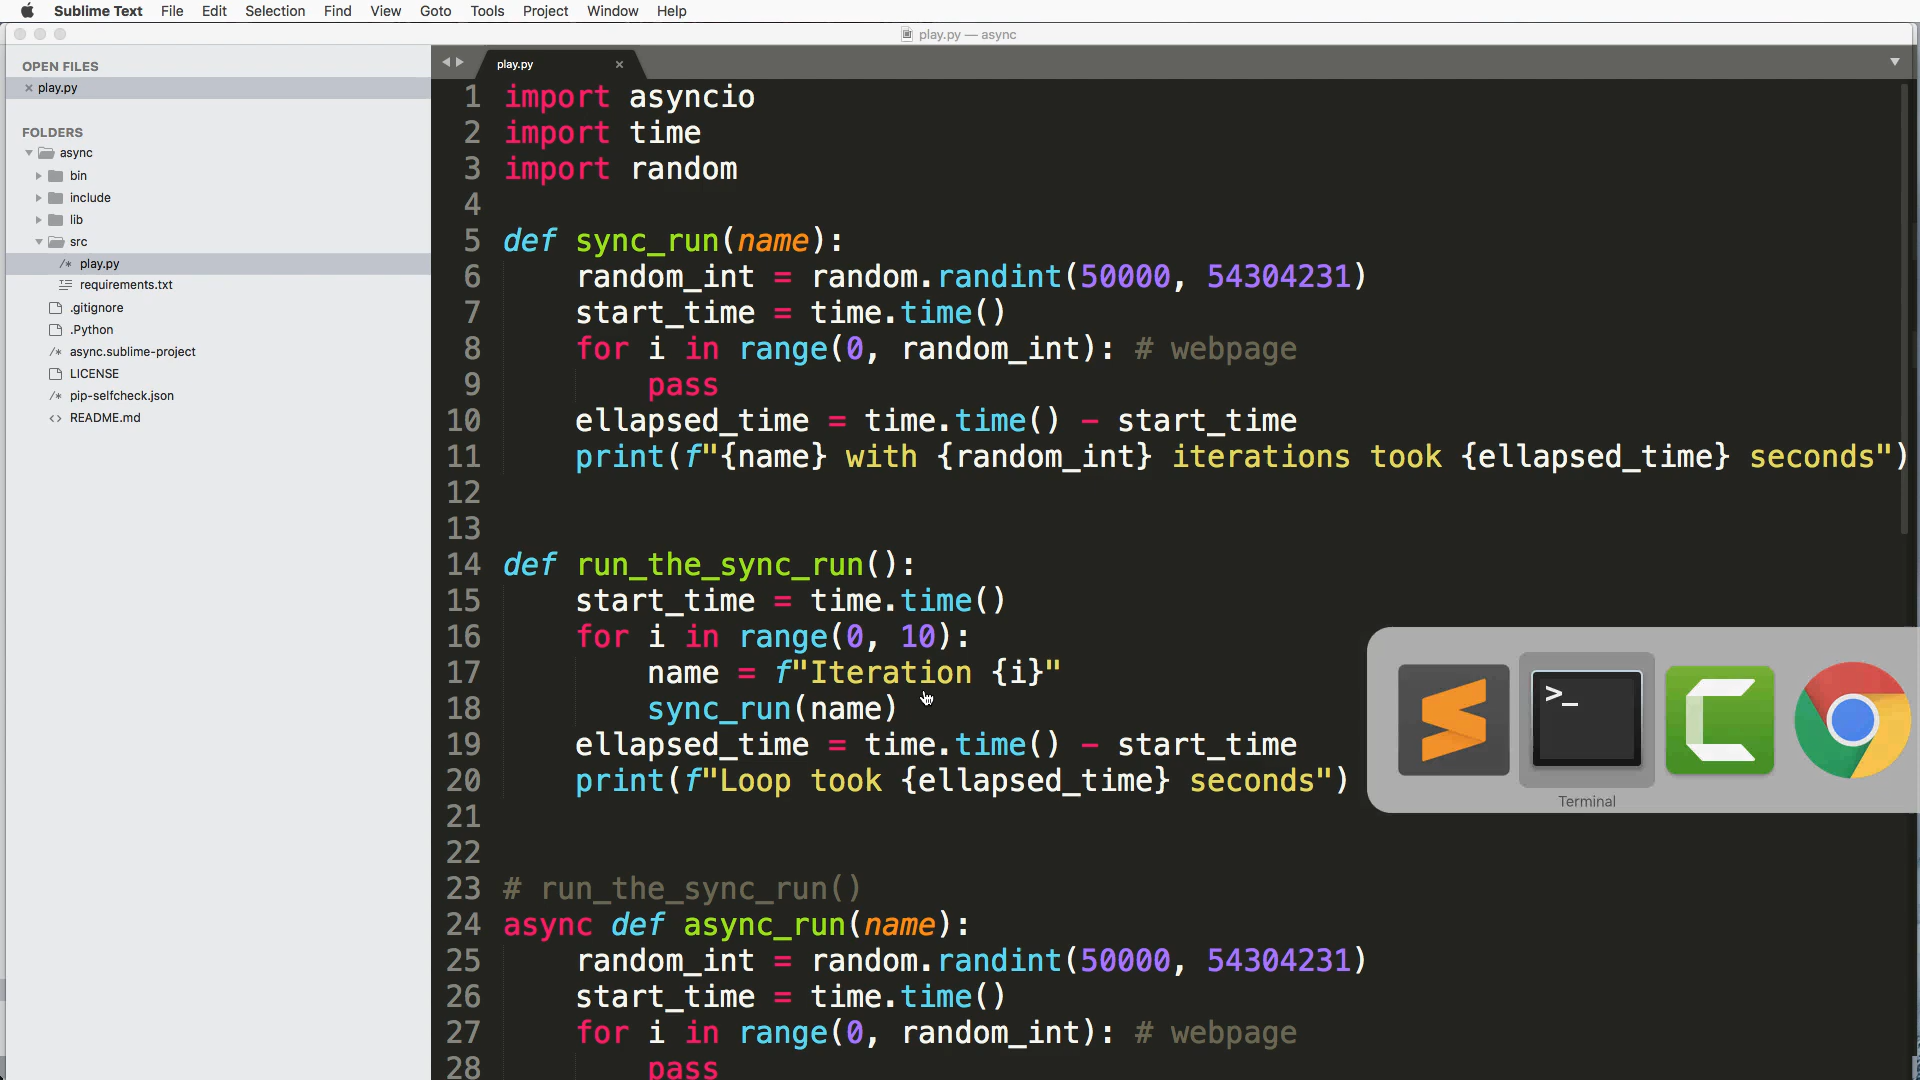 Sublime Text File Edit Selection Find View Goto Tools Project Window Help
play.py — async
OPEN FILES
× play.py
FOLDERS
async
bin
include
lib
src
/* play.py
requirements.txt
.gitignore
.Python
/* async.sublime-project
LICENSE
/* pip-selfcheck.json
<> README.md
play.py ×
1 import asyncio
2 import time
3 import random
4
5 def sync_run(name):
6 random_int = random.randint(50000, 54304231)
7 start_time = time.time()
8 for i in range(0, random_int): # webpage
9 pass
10 ellapsed_time = time.time() - start_time
11 print(f"{name} with {random_int} iterations took {ellapsed_time} seconds")
12
13
14 def run_the_sync_run():
15 start_time = time.time()
16 for i in range(0, 10):
17 name = f"Iteration {i}"
18 sync_run(name)
19 ellapsed_time = time.time() - start_time
20 print(f"Loop took {ellapsed_time} seconds")
21
22
23 # run_the_sync_run()
24 async def async_run(name):
25 random_int = random.randint(50000, 54304231)
26 start_time = time.time()
27 for i in range(0, random_int): # webpage
28 pass
>_
Terminal